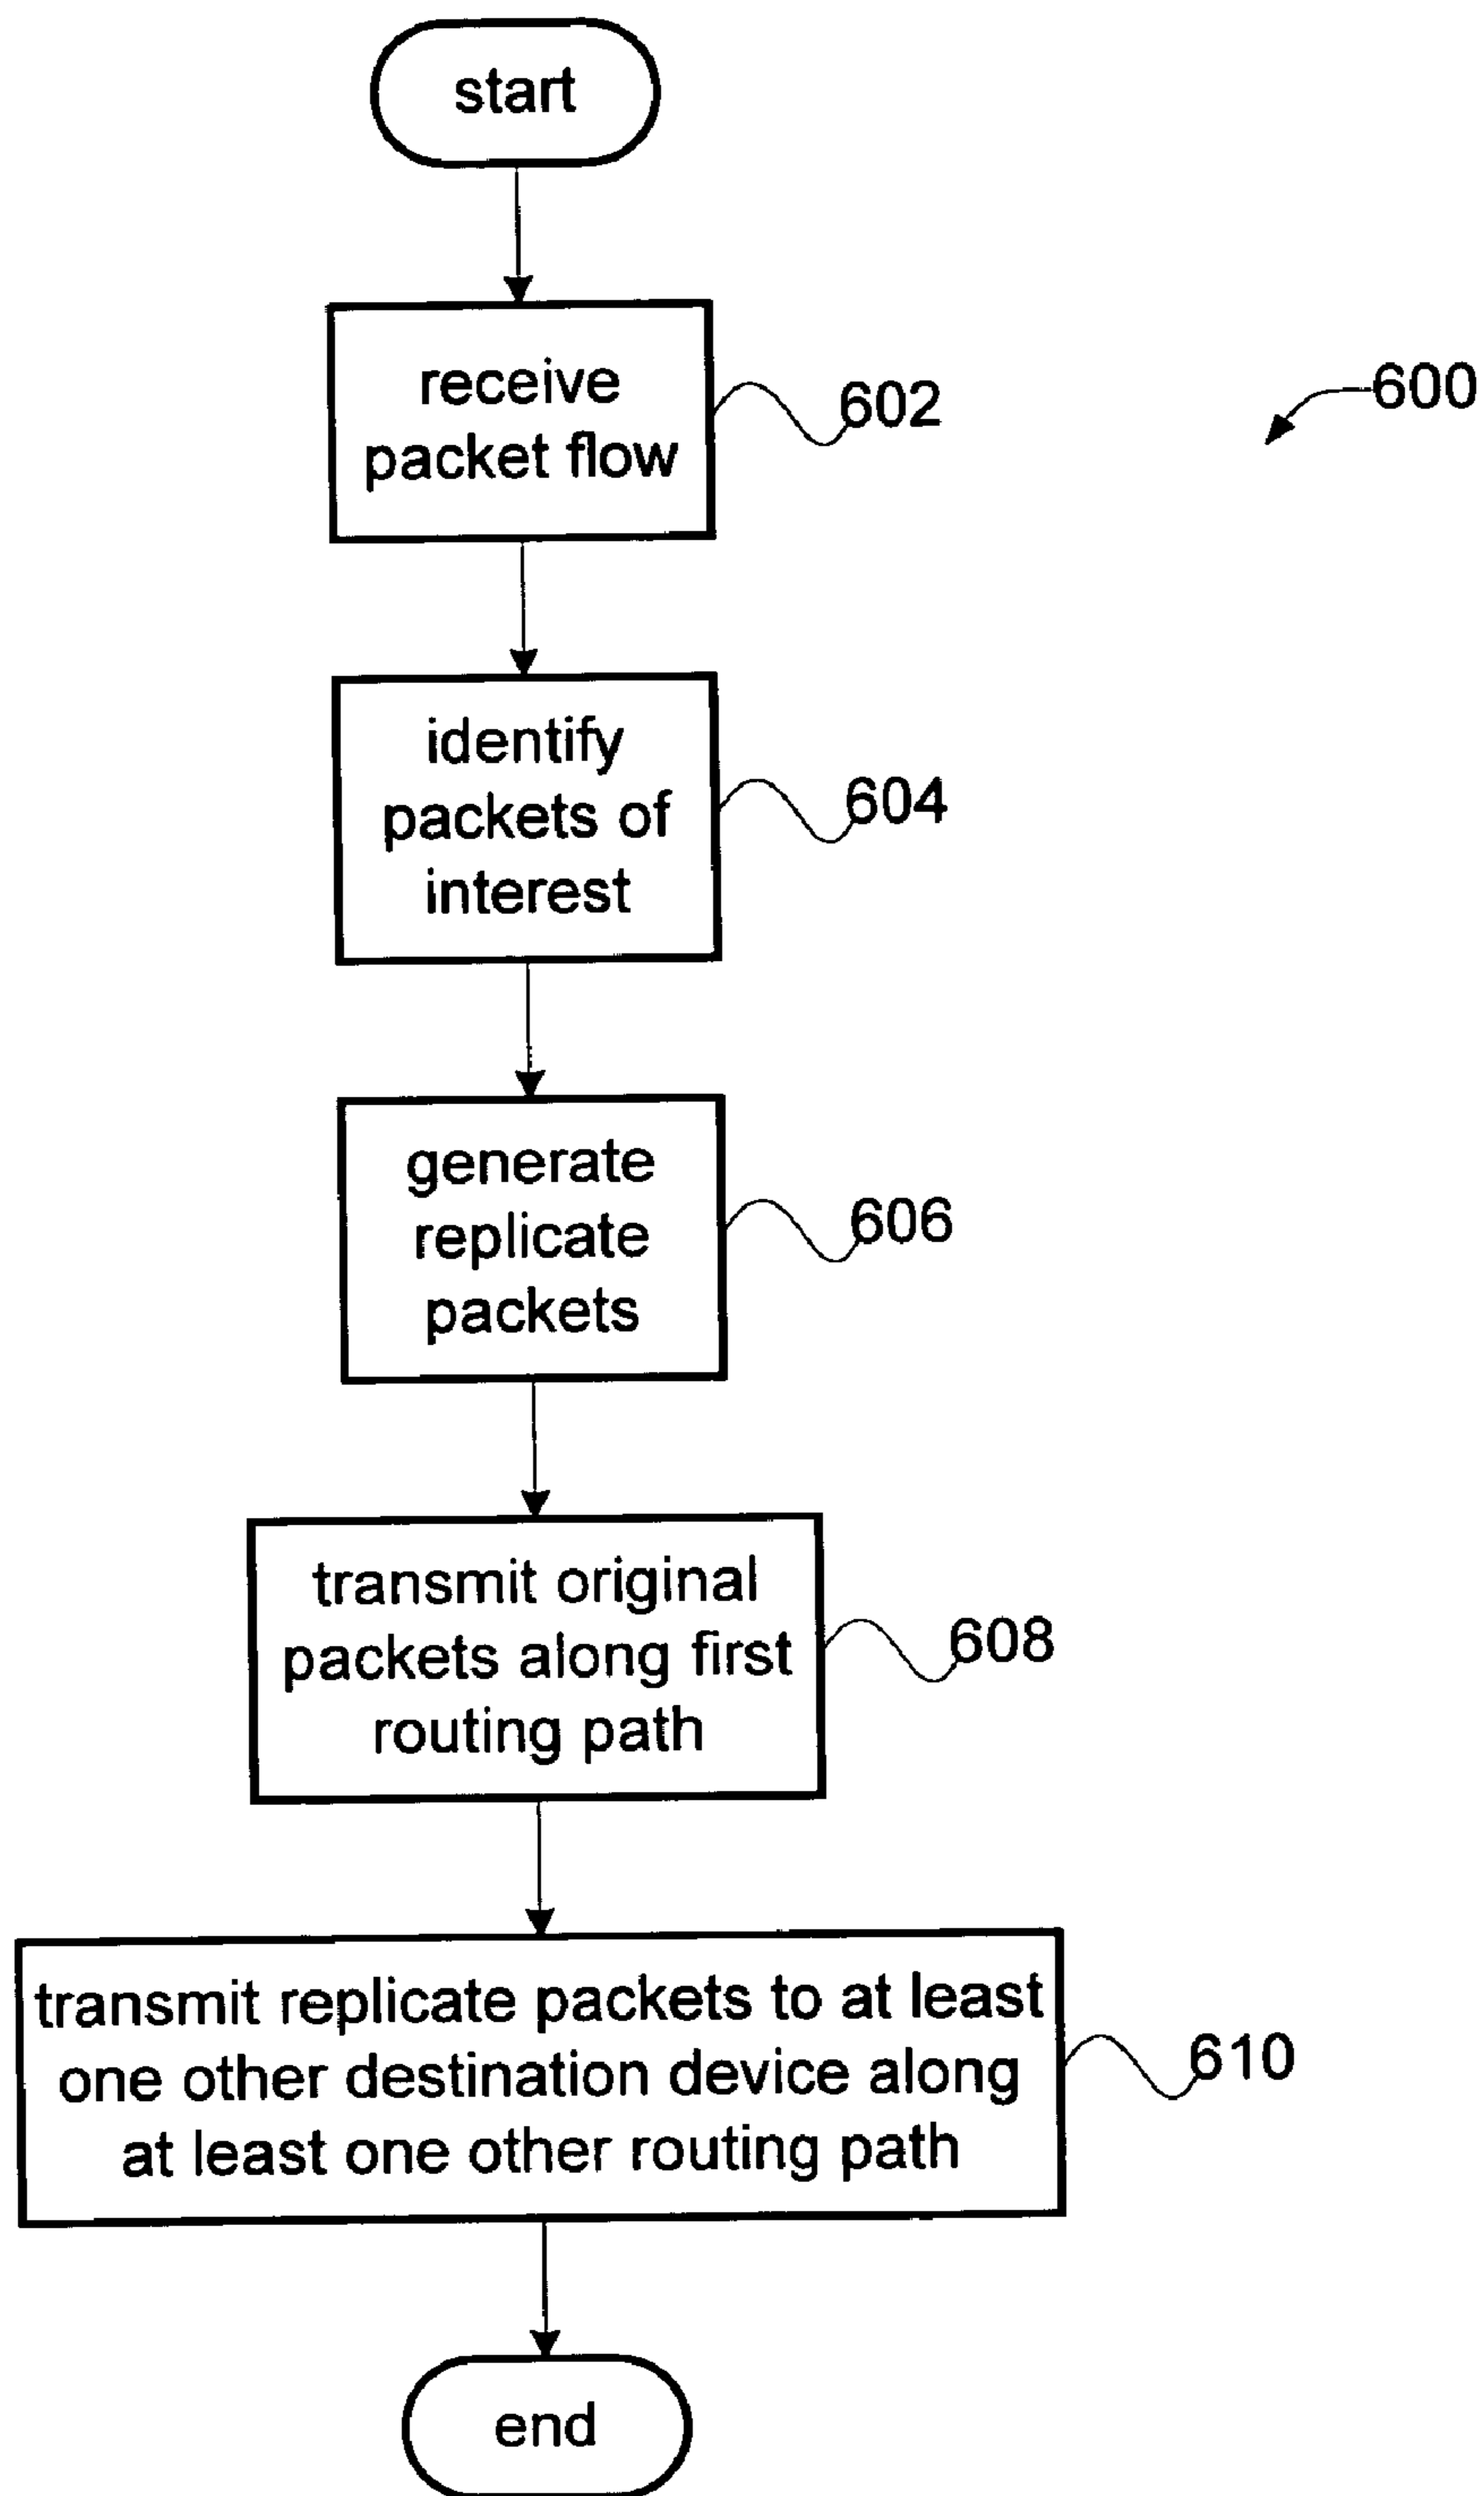 start
receive
packet flow
602
600
identify
packets of
interest
604
generate
replicate
packets
606
transmit original
packets along first
routing path
608
transmit replicate packets to at least
one other destination device along
at least one other routing path
610
end